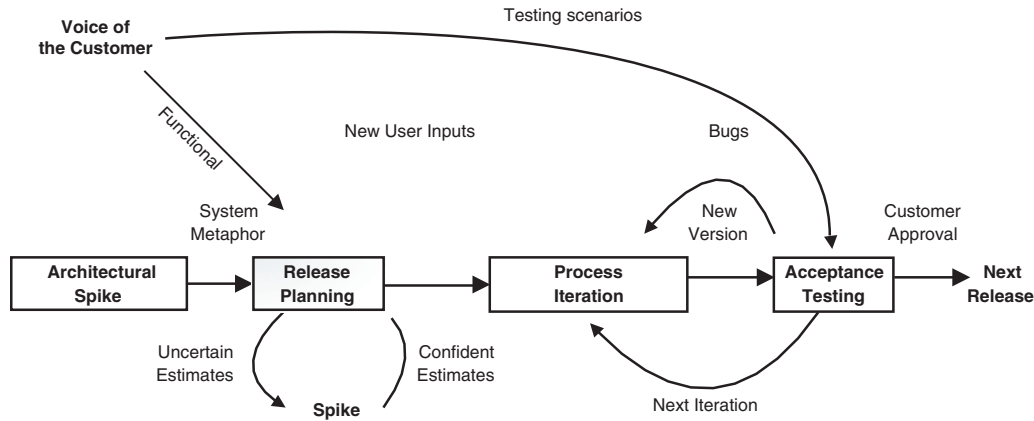 Testing scenarios
Voice of
the Customer
Functional
New User Inputs
Bugs
System
Metaphor
New
Version
Customer
Approval
Architectural
Spike
Release
Planning
Process
Iteration
Acceptance
Testing
Next
Release
Uncertain
Estimates
Confident
Estimates
Spike
Next Iteration